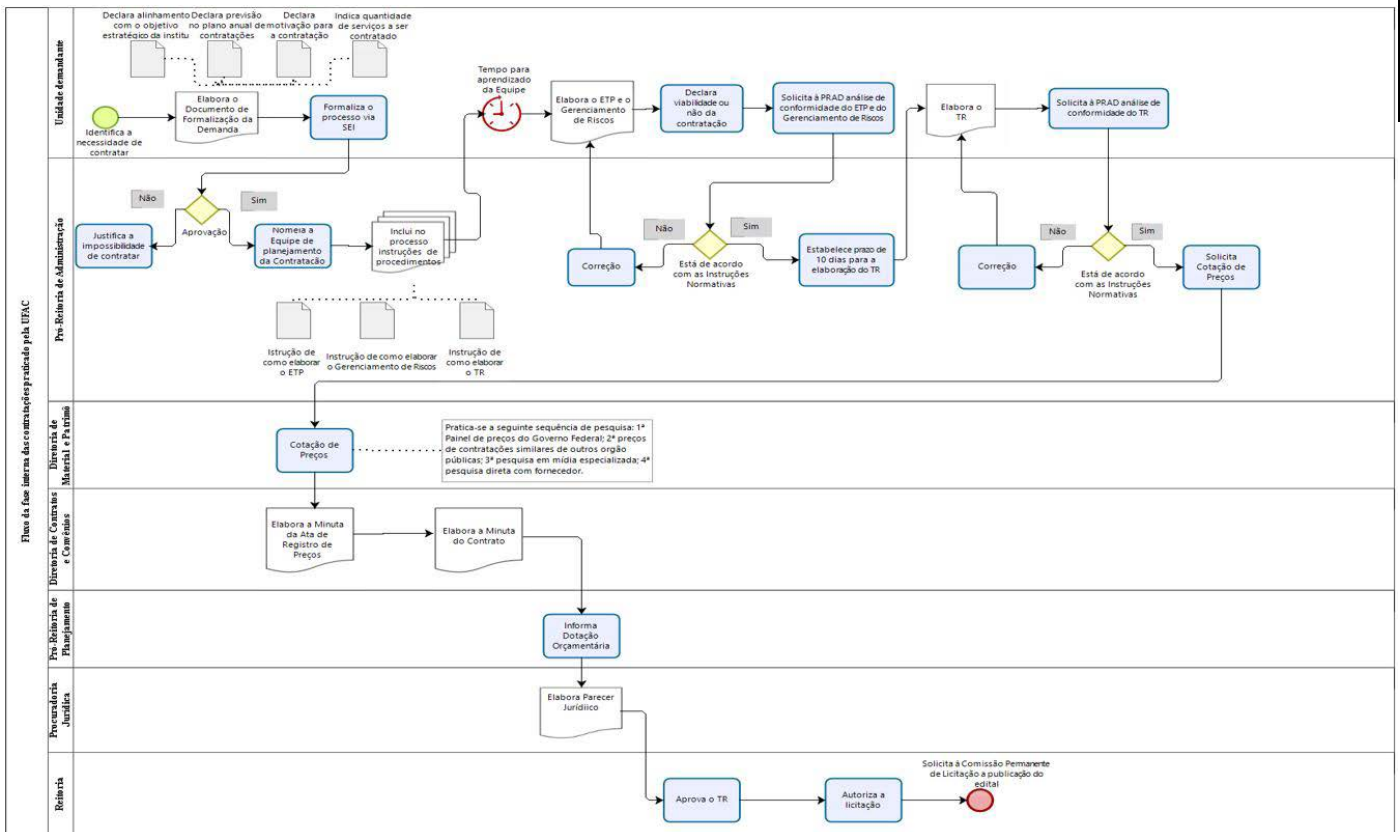 Fluxo da fase interna das contratações praticado pela UFAC
Unidade demandante
Declara alinhamento
com o objetivo
estratégico da institu
Declara previsão
no plano anual de
contratações
Declara
motivação para
a contratação
Indica quantidade
de serviços a ser
contratado
Identifica a
necessidade de
contratar
Elabora o
Documento de
Formalização da
Demanda
Formaliza o
processo via
SEI
Tempo para
aprendizado
da Equipe
Elabora o ETP e o
Gerenciamento
de Riscos
Declara
viabilidade ou
não da
contratação
Solicita à PRAD análise de
conformidade do ETP e do
Gerenciamento de Riscos
Elabora o
TR
Solicita à PRAD análise de
conformidade do TR
Pró-Reitoria de Administração
Não
Sim
Aprovação
Justifica a
impossibilidade
de contratar
Nomeia a
Equipe de
planejamento
da Contratacão
Inclui no
processo
instruções de
procedimentos
Istrução de
como elaborar
o ETP
Instrução de como elaborar
o Gerenciamento de Riscos
Instrução de
como elaborar
o TR
Correção
Não
Sim
Está de acordo
com as Instruções
Normativas
Estabelece prazo de
10 dias para a
elaboração do TR
Correção
Não
Sim
Está de acordo
com as Instruções
Normativas
Solicita
Cotação de
Preços
Diretoria de
Material e Patrimô
Cotação de
Preços
Pratica-se a seguinte sequência de pesquisa: 1ª
Painel de preços do Governo Federal; 2ª preços
de contratações similares de outros orgão
públicas; 3ª pesquisa em mídia especializada; 4ª
pesquisa direta com fornecedor.
Diretoria de Contratos
e Convênios
Elabora a Minuta
da Ata de
Registro de
Preços
Elabora a Minuta
do Contrato
Pró-Reitoria de
Planejamento
Informa
Dotação
Orçamentária
Procuradoria
Jurídica
Elabora Parecer
Jurídiico
Reitoria
Aprova o TR
Autoriza a
licitação
Solicita à Comissão Permanente
de Licitação a publicação do
edital